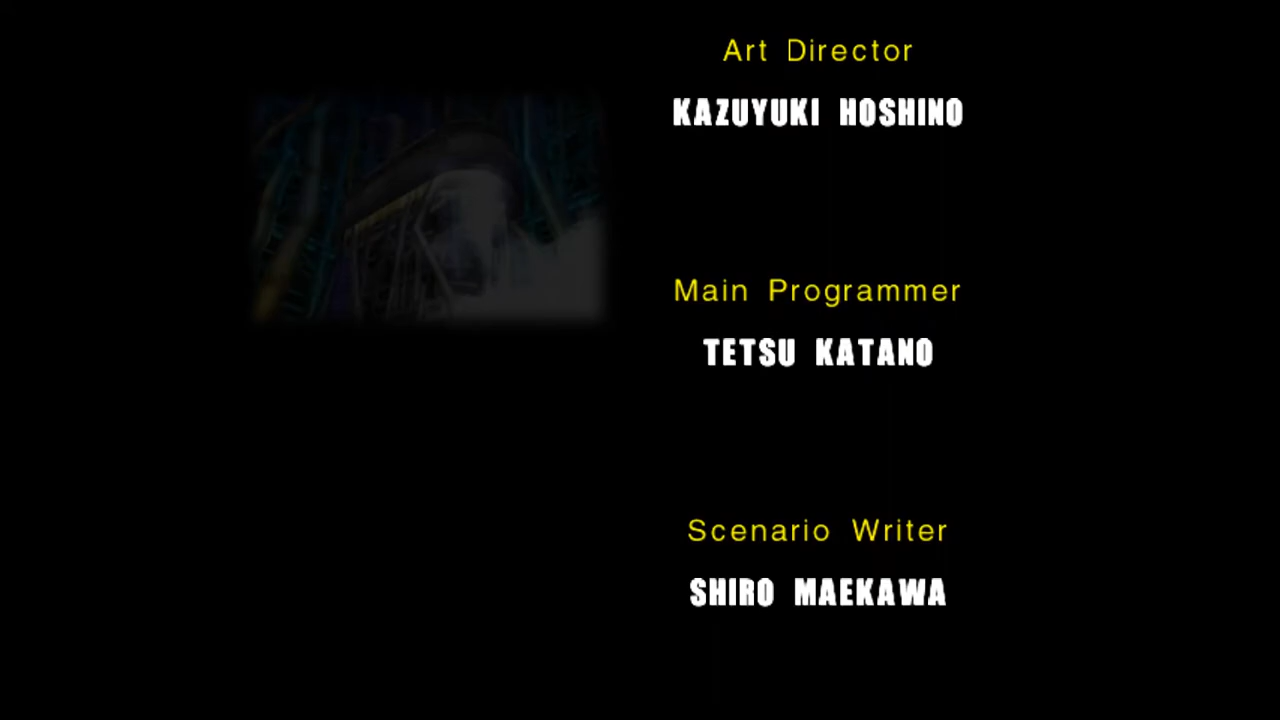 Art Director
KAZUYUKI HOSHINO
Main Programmer
TETSU KATANO
Scenario Writer
SHIRO MAEKAWA